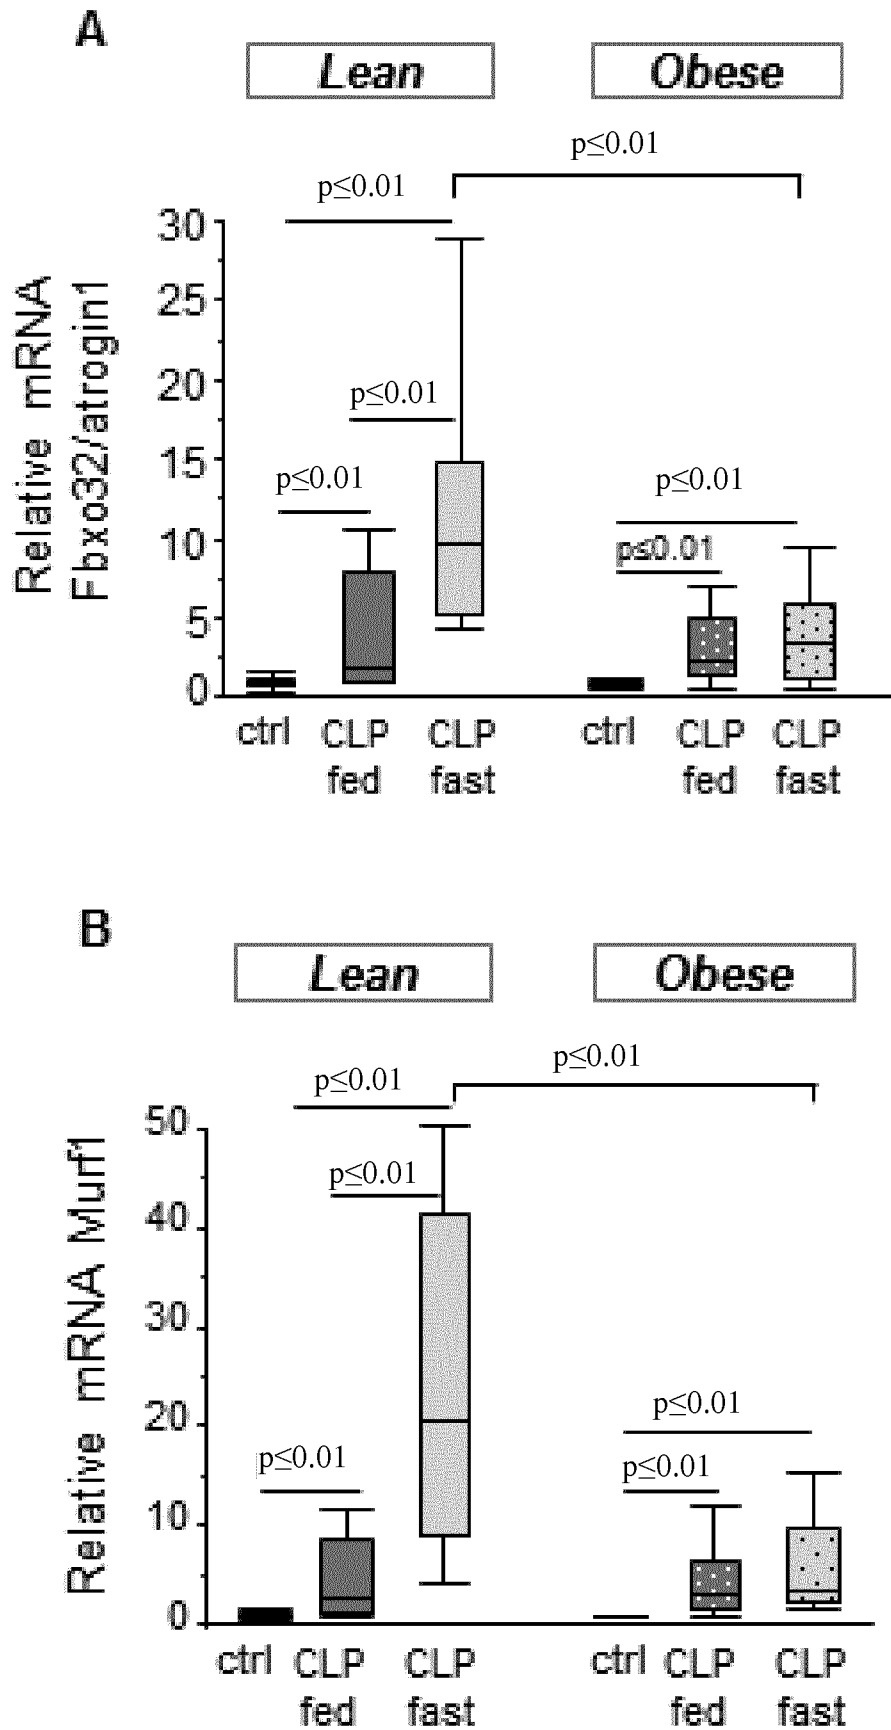 A
Lean Obese
p≤0.01
p≤0.01
30
25
20
15
10
5
0
Relative mRNA
Fbxo32/atrogin1
p≤0.01
p≤0.01
p≤0.01
p≤0.01
ctrl CLP CLP ctrl CLP CLP
fed fast fed fast
B
Lean Obese
p≤0.01
p≤0.01
50
40
30
20
10
0
Relative mRNA Murf1
p≤0.01
p≤0.01
p≤0.01
p≤0.01
ctrl CLP CLP ctrl CLP CLP
fed fast fed fast